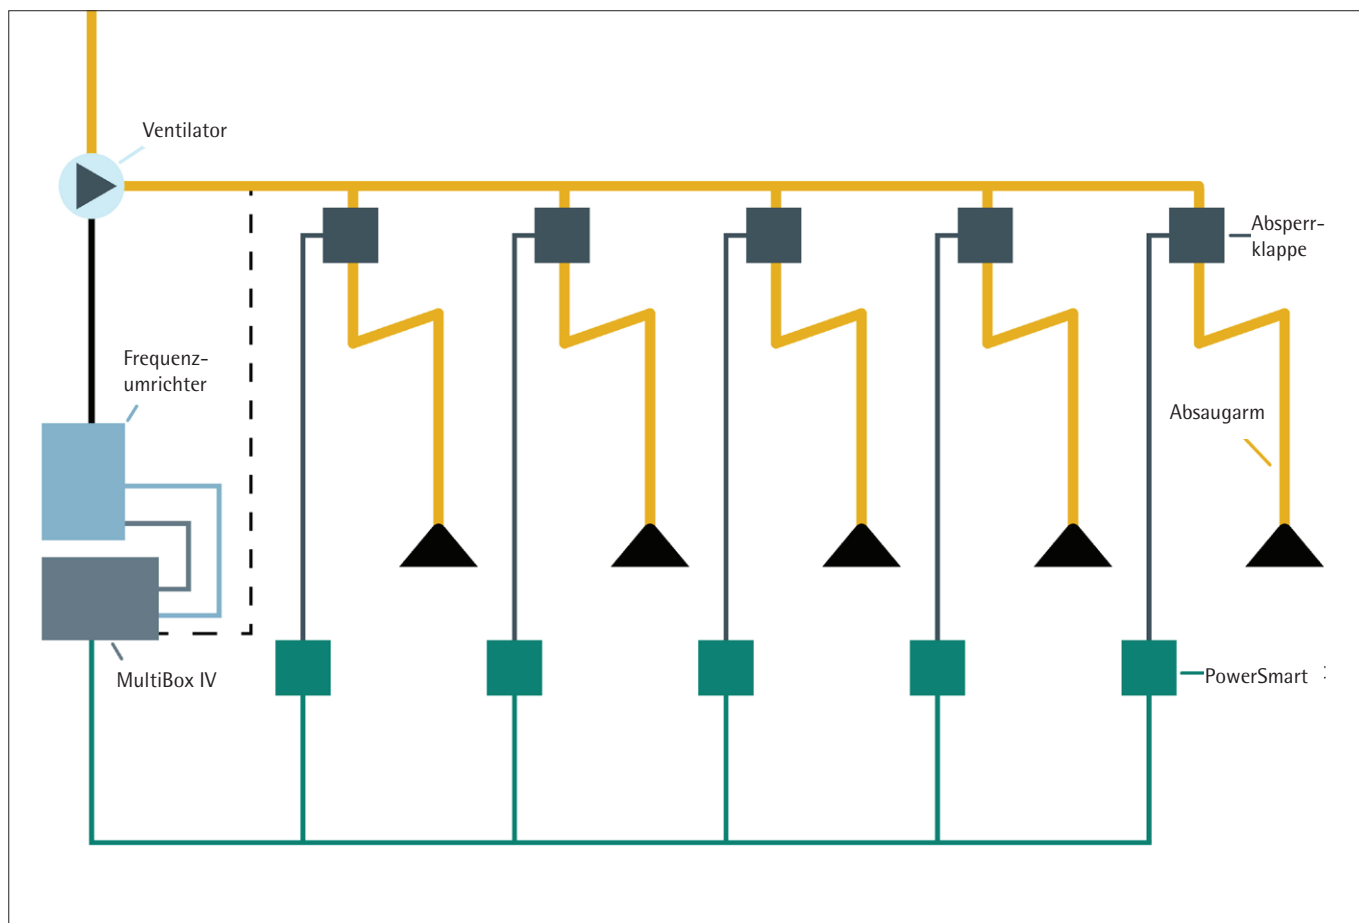 Ventilator
Absperr-
klappe
Frequenz-
umrichter
Absaugarm
MultiBox IV
PowerSmart :